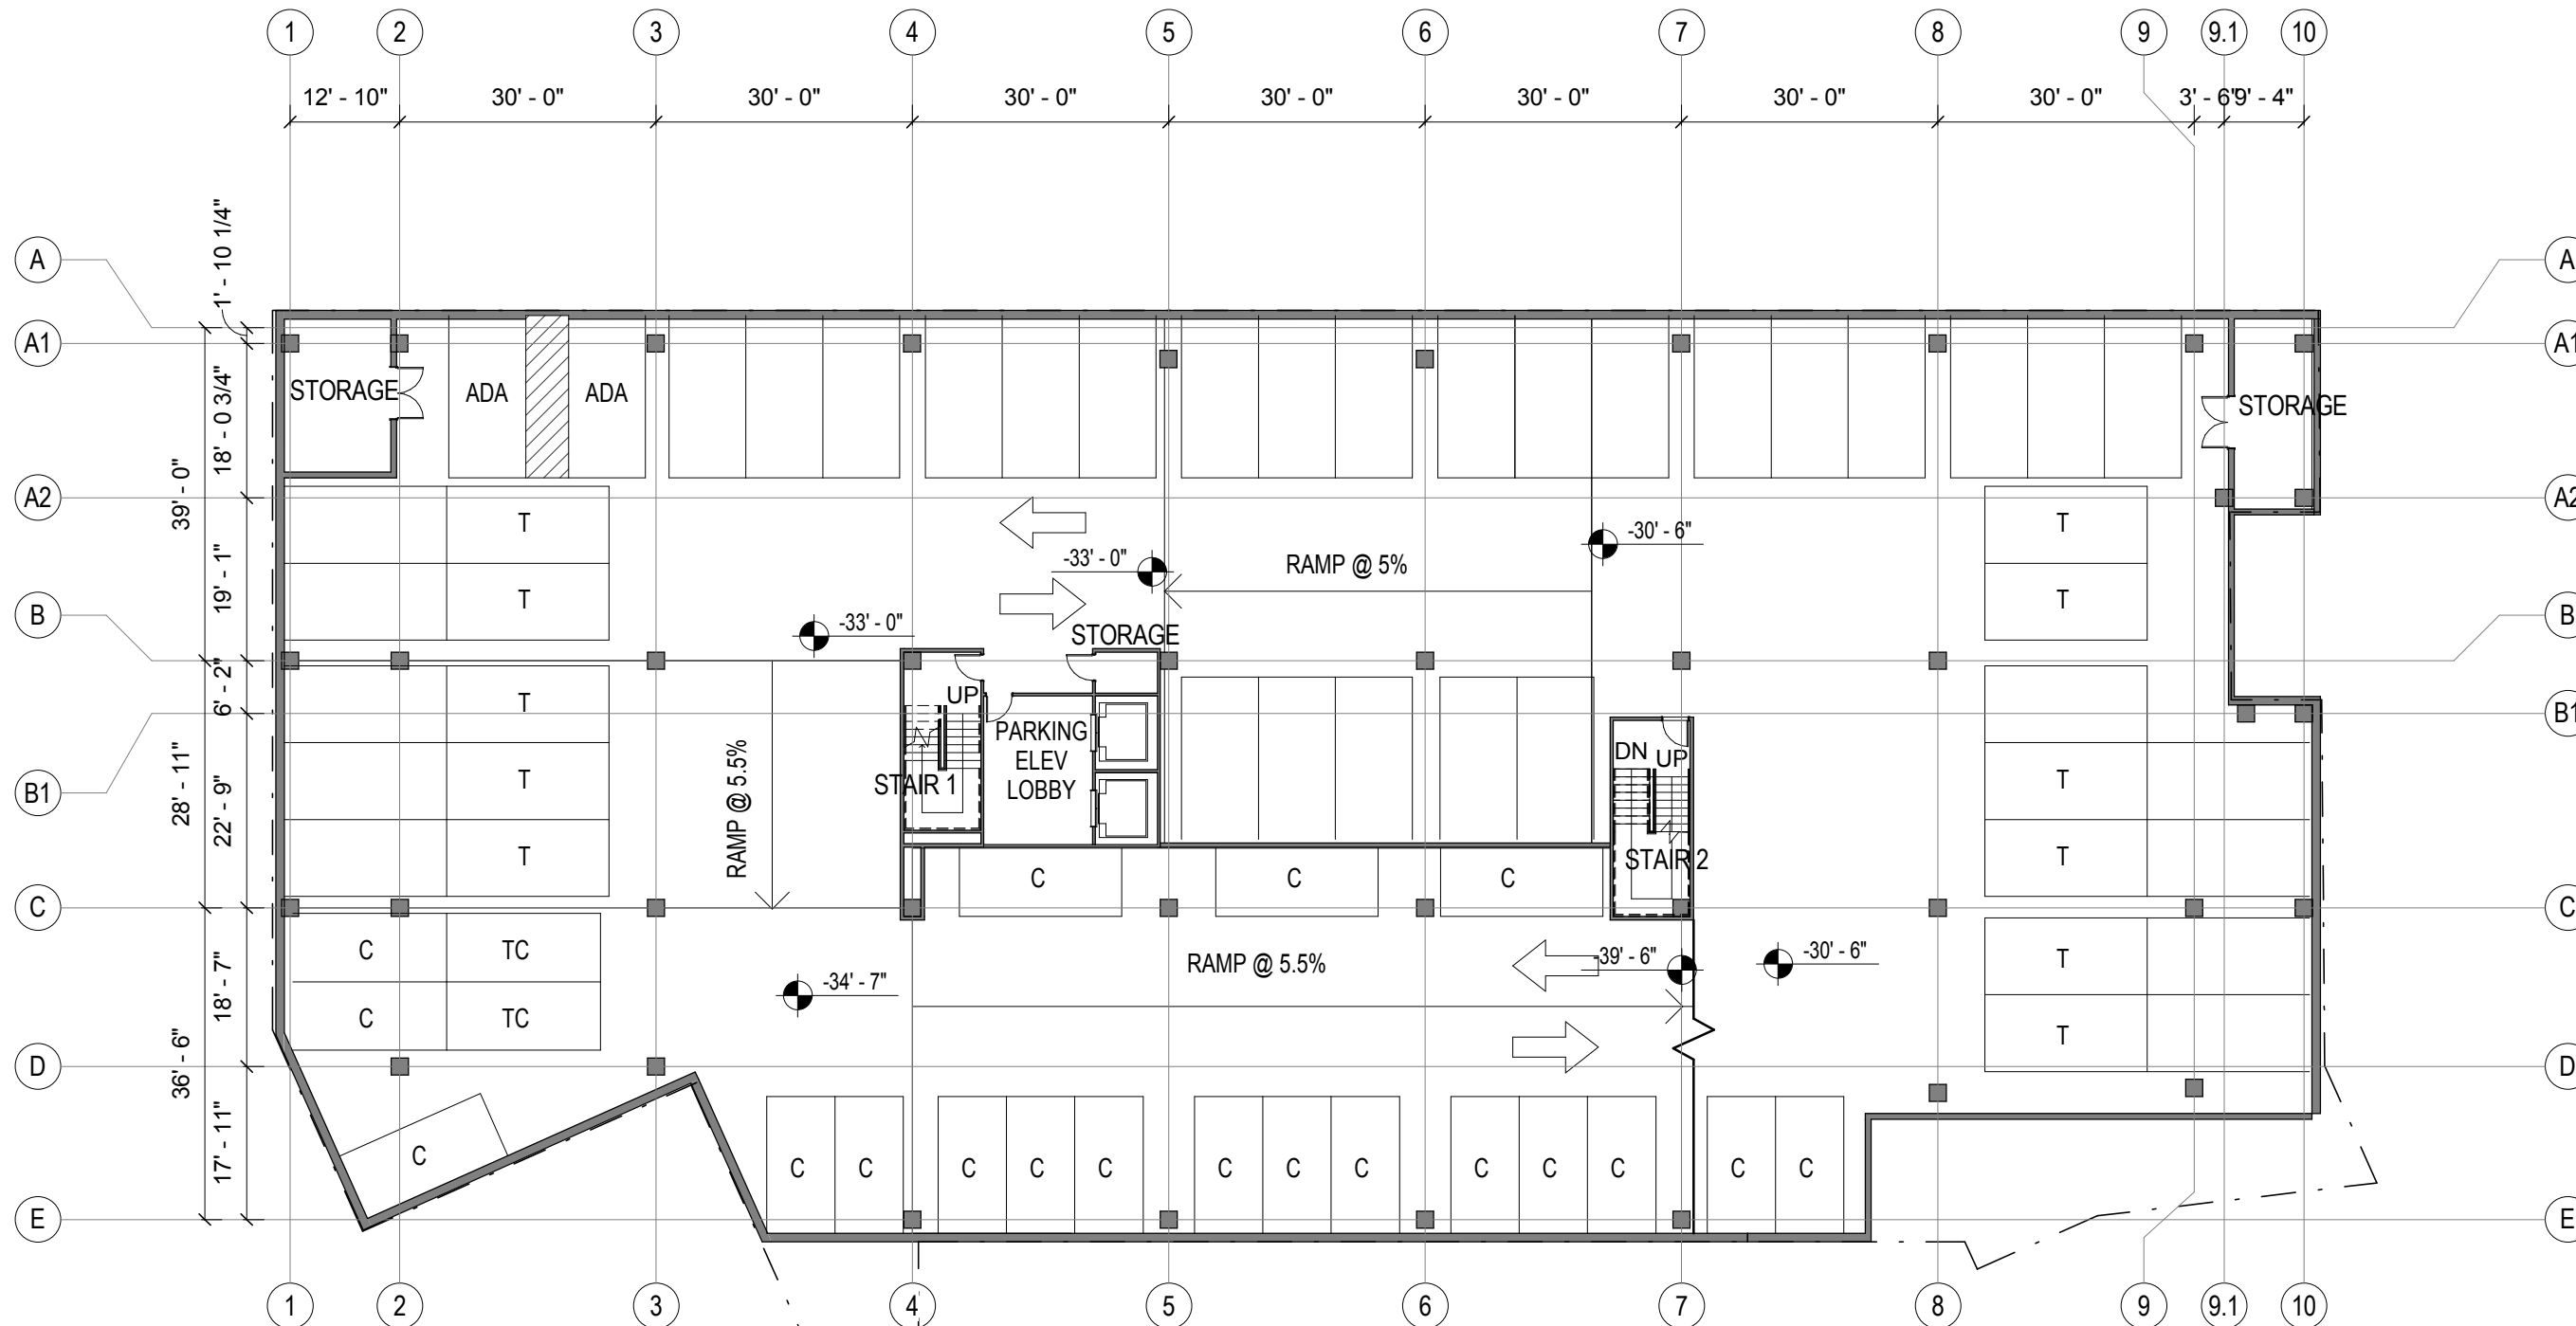 1 2 3 4 5 6 7 8 9 9.1 10
12' - 10" 30' - 0" 30' - 0" 30' - 0" 30' - 0" 30' - 0" 30' - 0" 30' - 0" 3' - 6" 9' - 4"
1' - 10 1/4"
A A
A1 A1
18' - 0 3/4"
STORAGE ADA ADA STORAGE
39' - 0"
A2 A2
T T
-30' - 6"
-33' - 0" RAMP @ 5%
19' - 1"
T T
B -33' - 0" STORAGE B
6' - 2"
T UP
B1
PARKING
ELEV
LOBBY
DN UP
28' - 11"
22' - 9"
RAMP @ 5.5%
T STAIR 1 T
B1
T STAIR 2 T
C C C
C C
C TC RAMP @ 5.5% -39' - 6" -30' - 6" T
18' - 7"
-34' - 7"
C TC T
36' - 6"
D D
17' - 11"
C C C C C C C C C C C C C C
E E
1 2 3 4 5 6 7 8 9 9.1 10